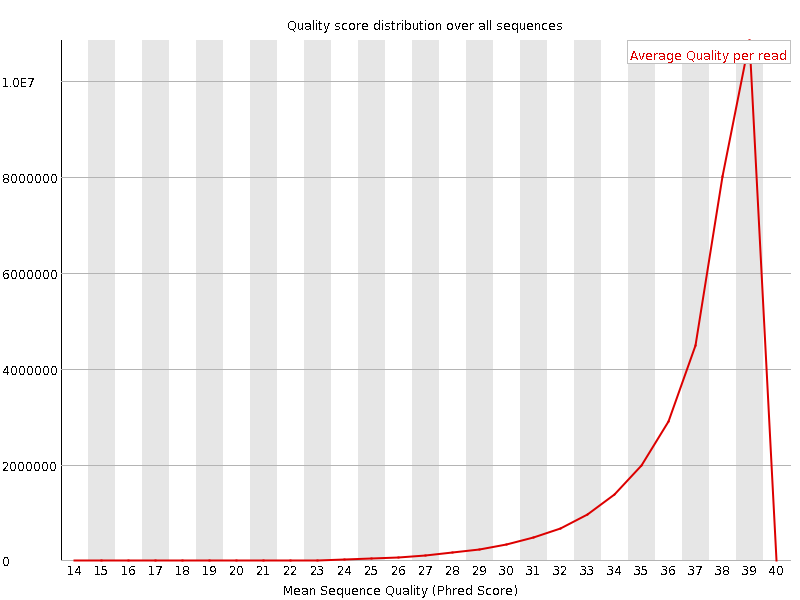 Quality score distribution over all sequences
Average Quality per read
1.0E7
8000000
6000000
4000000
2000000
0
14 15 16 17 18 19 20 21 22 23 24 25 26 27 28 29 30 31 32 33 34 35 36 37 38 39 40
Mean Sequence Quality (Phred Score)